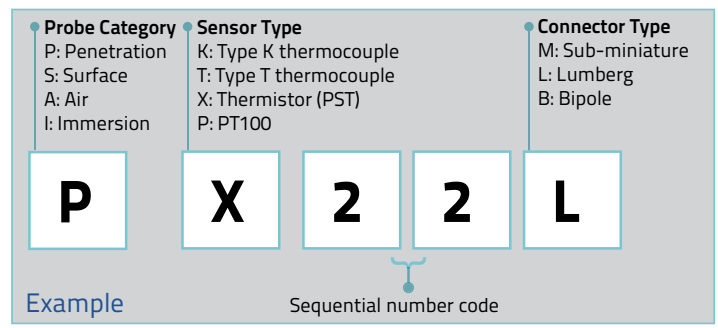 Probe Category
P: Penetration
S: Surface
A: Air
I: Immersion
Sensor Type
K: Type K thermocouple
T: Type T thermocouple
X: Thermistor (PST)
P: PT100
Connector Type
M: Sub-miniature
L: Lumberg
B: Bipole
P X 2 2 L
Example
Sequential number code